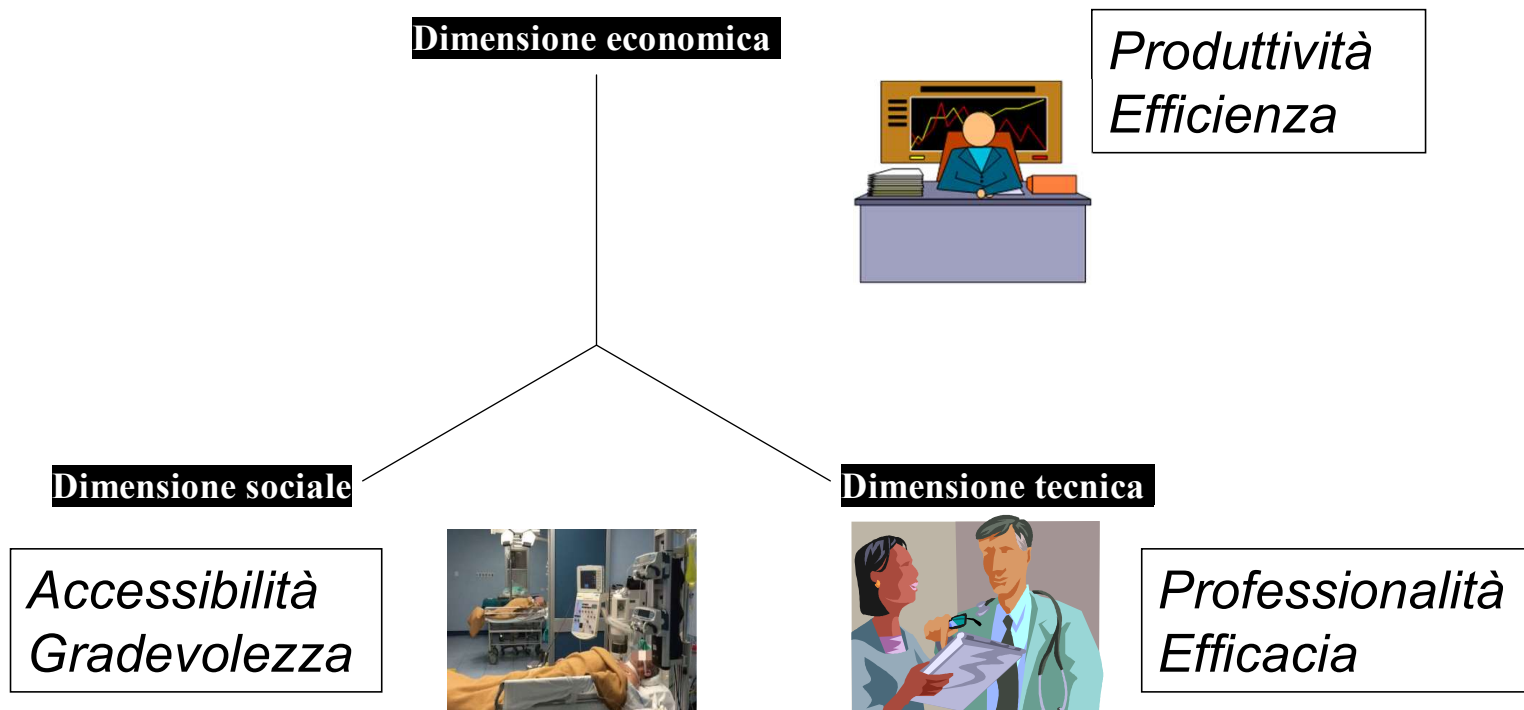 Dimensione economica
Produttività
Efficienza
Dimensione sociale
Dimensione tecnica
Accessibilità
Gradevolezza
Professionalità
Efficacia